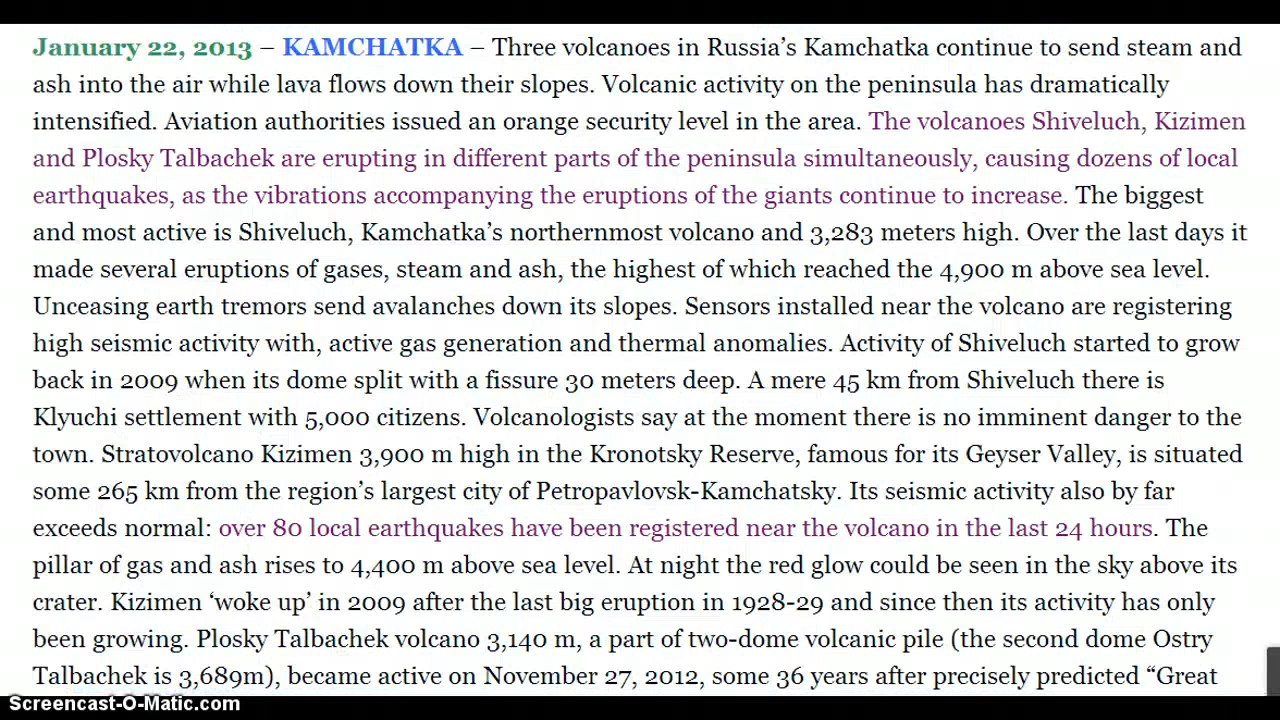 January 22, 2013 – KAMCHATKA – Three volcanoes in Russia’s Kamchatka continue to send steam and
ash into the air while lava flows down their slopes. Volcanic activity on the peninsula has dramatically
intensified. Aviation authorities issued an orange security level in the area. The volcanoes Shiveluch, Kizimen
and Plosky Talbachek are erupting in different parts of the peninsula simultaneously, causing dozens of local
earthquakes, as the vibrations accompanying the eruptions of the giants continue to increase. The biggest
and most active is Shiveluch, Kamchatka’s northernmost volcano and 3,283 meters high. Over the last days it
made several eruptions of gases, steam and ash, the highest of which reached the 4,900 m above sea level.
Unceasing earth tremors send avalanches down its slopes. Sensors installed near the volcano are registering
high seismic activity with, active gas generation and thermal anomalies. Activity of Shiveluch started to grow
back in 2009 when its dome split with a fissure 30 meters deep. A mere 45 km from Shiveluch there is
Klyuchi settlement with 5,000 citizens. Volcanologists say at the moment there is no imminent danger to the
town. Stratovolcano Kizimen 3,900 m high in the Kronotsky Reserve, famous for its Geyser Valley, is situated
some 265 km from the region’s largest city of Petropavlovsk-Kamchatsky. Its seismic activity also by far
exceeds normal: over 80 local earthquakes have been registered near the volcano in the last 24 hours. The
pillar of gas and ash rises to 4,400 m above sea level. At night the red glow could be seen in the sky above its
crater. Kizimen ‘woke up’ in 2009 after the last big eruption in 1928-29 and since then its activity has only
been growing. Plosky Talbachek volcano 3,140 m, a part of two-dome volcanic pile (the second dome Ostry
Talbachek is 3,689m), became active on November 27, 2012, some 36 years after precisely predicted “Great
Screencast-O-Matic.com